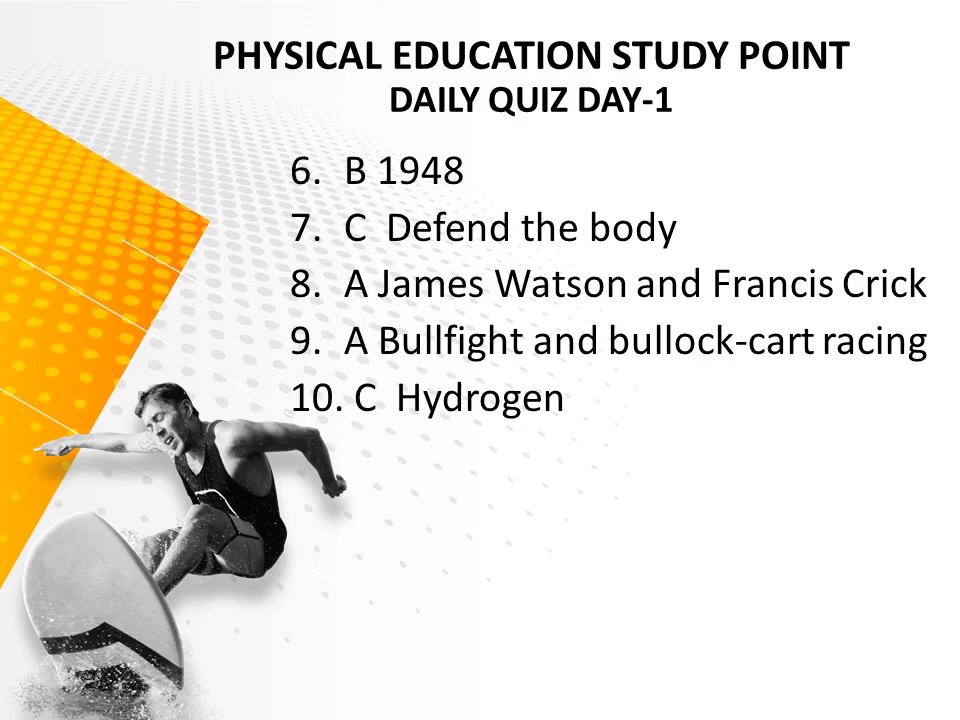 PHYSICAL EDUCATION STUDY POINT
DAILY QUIZ DAY-1
6. B 1948
7. C Defend the body
8. A James Watson and Francis Crick
9. A Bullfight and bullock-cart racing
10. C Hydrogen